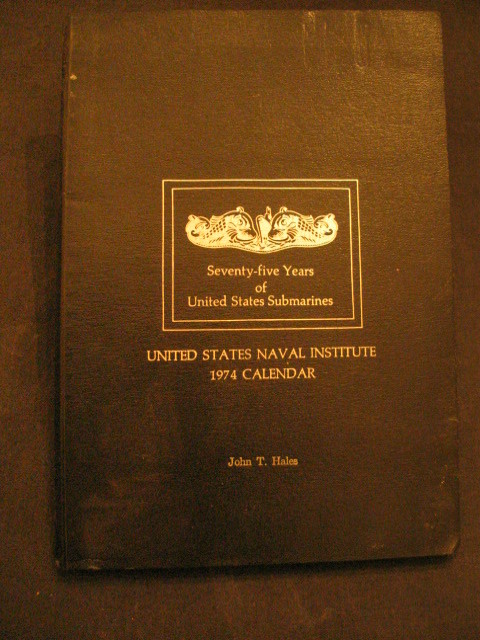 Seventy-five Years
of
United States Submarines
UNITED STATES NAVAL INSTITUTE
1974 CALENDAR
John T. Hales